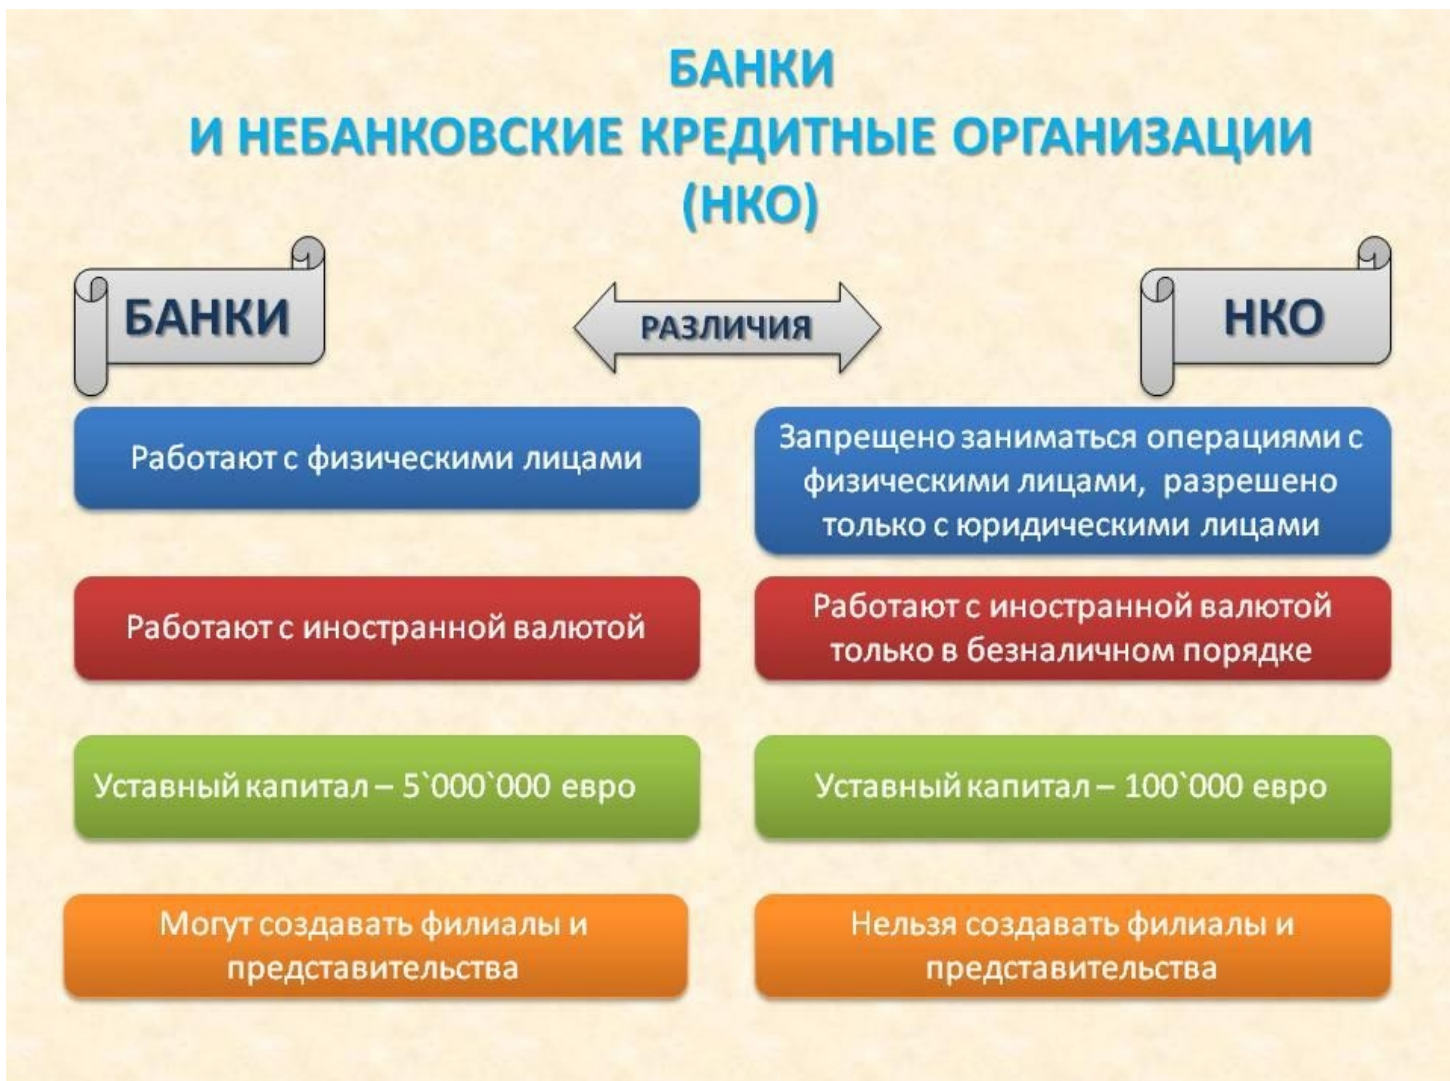 БАНКИ
И НЕБАНКОВСКИЕ КРЕДИТНЫЕ ОРГАНИЗАЦИИ
(НКО)
БАНКИ
РАЗЛИЧИЯ
НКО
Работают с физическими лицами
Запрещено заниматься операциями с
физическими лицами, разрешено
только с юридическими лицами
Работают с иностранной валютой
Работают с иностранной валютой
только в безналичном порядке
Уставный капитал – 5`000`000 евро
Уставный капитал – 100`000 евро
Могут создавать филиалы и
представительства
Нельзя создавать филиалы и
представительства